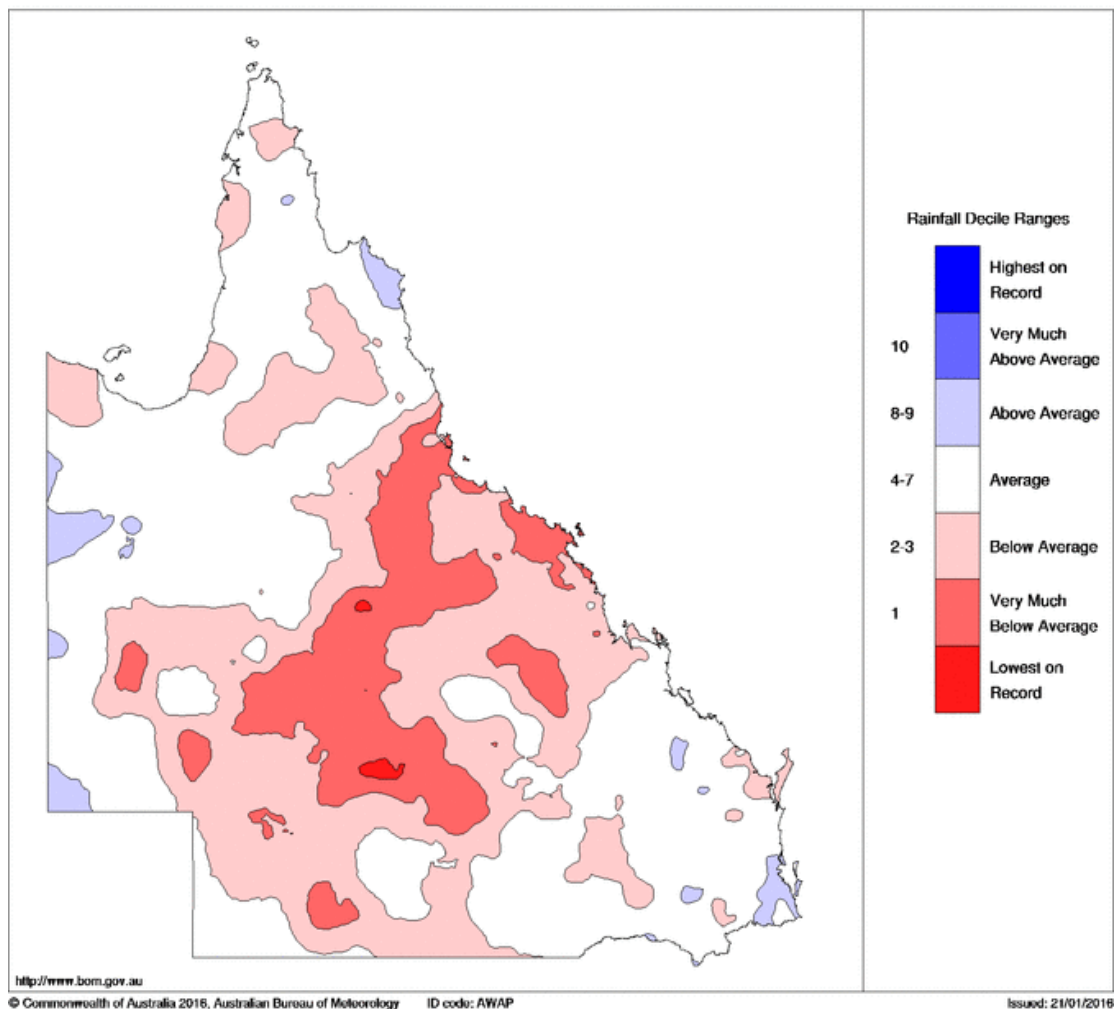 Rainfall Decile Ranges
Highest on
Record
10
Very Much
Above Average
8-9
Above Average
4-7
Average
2-3
Below Average
1
Very Much
Below Average
Lowest on
Record
http://www.bom.gov.au
© Commonwealth of Australia 2016, Australian Bureau of Meteorology ID code: AWAP Issued: 21/01/2016